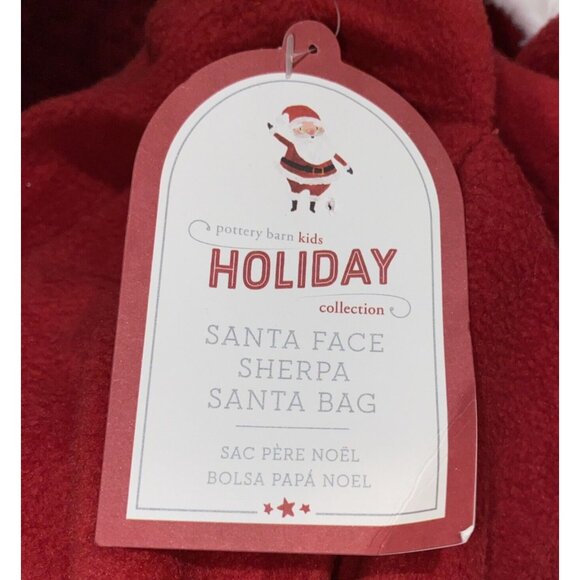 pottery barn kids
HOLIDAY
collection
SANTA FACE
SHERPA
SANTA BAG
SAC PÈRE NOËL
BOLSA PAPÁ NOEL